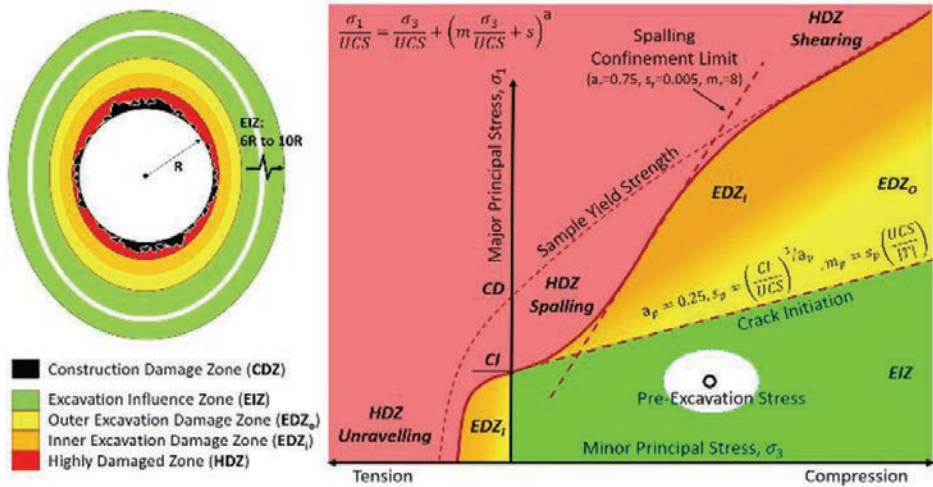 EIZ:
6R to 10R
R
Construction Damage Zone (CDZ)
Excavation Influence Zone (EIZ)
Outer Excavation Damage Zone (EDZₒ)
Inner Excavation Damage Zone (EDZᵢ)
Highly Damaged Zone (HDZ)
σ₁/UCS = σ₃/UCS + (m σ₃/UCS + s)ᵃ
Spalling
Confinement Limit
(aᵣ=0.75, sᵣ=0.005, mᵣ=8)
HDZ
Shearing
Major Principal Stress, σ₁
Sample Yield Strength
EDZᵢ
EDZₒ
CD
HDZ
Spalling
aₚ = 0.25, sₚ = (CI/UCS)^(1/aₚ), mₚ = sₚ(UCS/|T|)
Crack Initiation
CI
EIZ
Pre-Excavation Stress
HDZ
Unravelling
EDZᵢ
Minor Principal Stress, σ₃
Tension
Compression